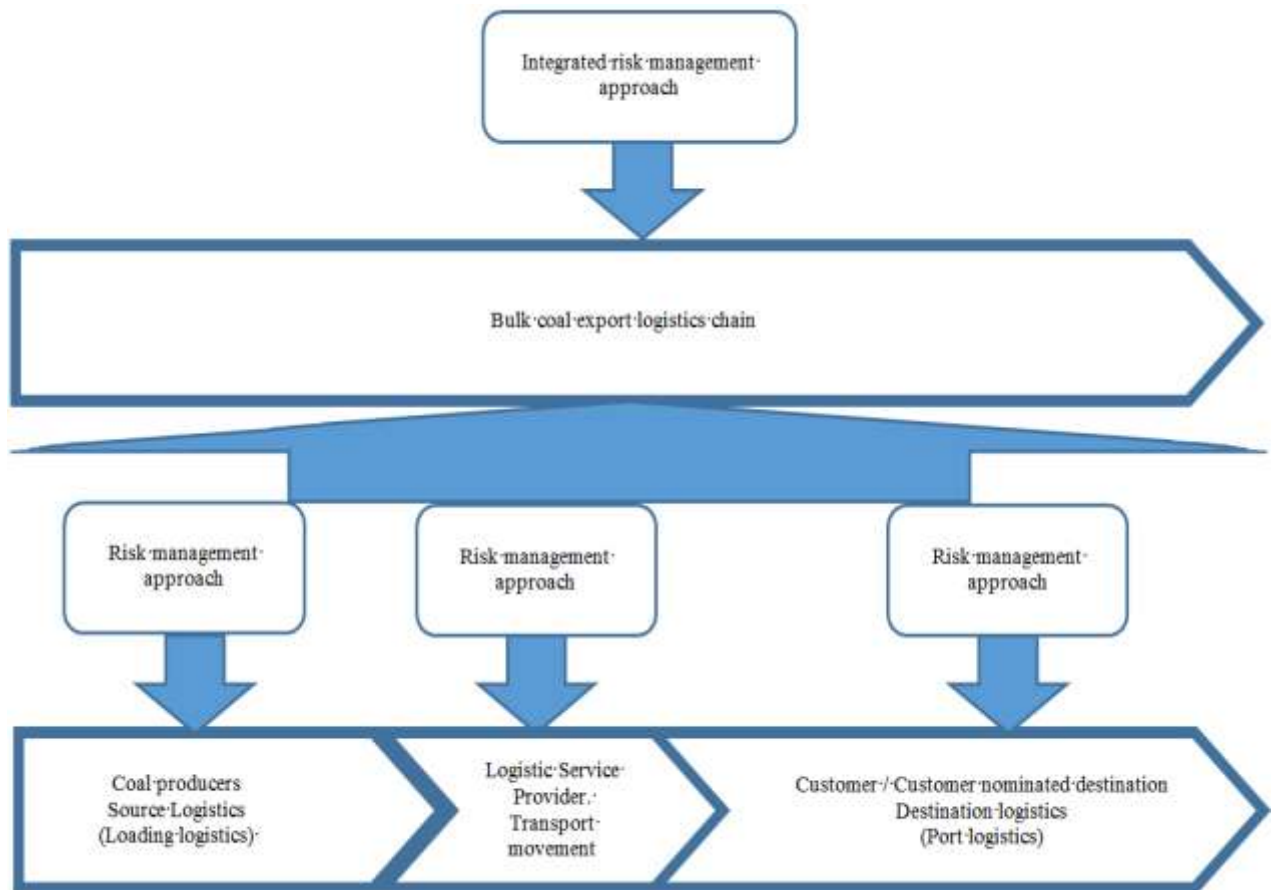 Integrated risk management
approach
Bulk coal export logistics chain
Risk management
approach
Risk management
approach
Risk management
approach
Coal producers
Source Logistics
(Loading logistics)
Logistic Service
Provider.
Transport
movement
Customer / Customer nominated destination
Destination logistics
(Port logistics)